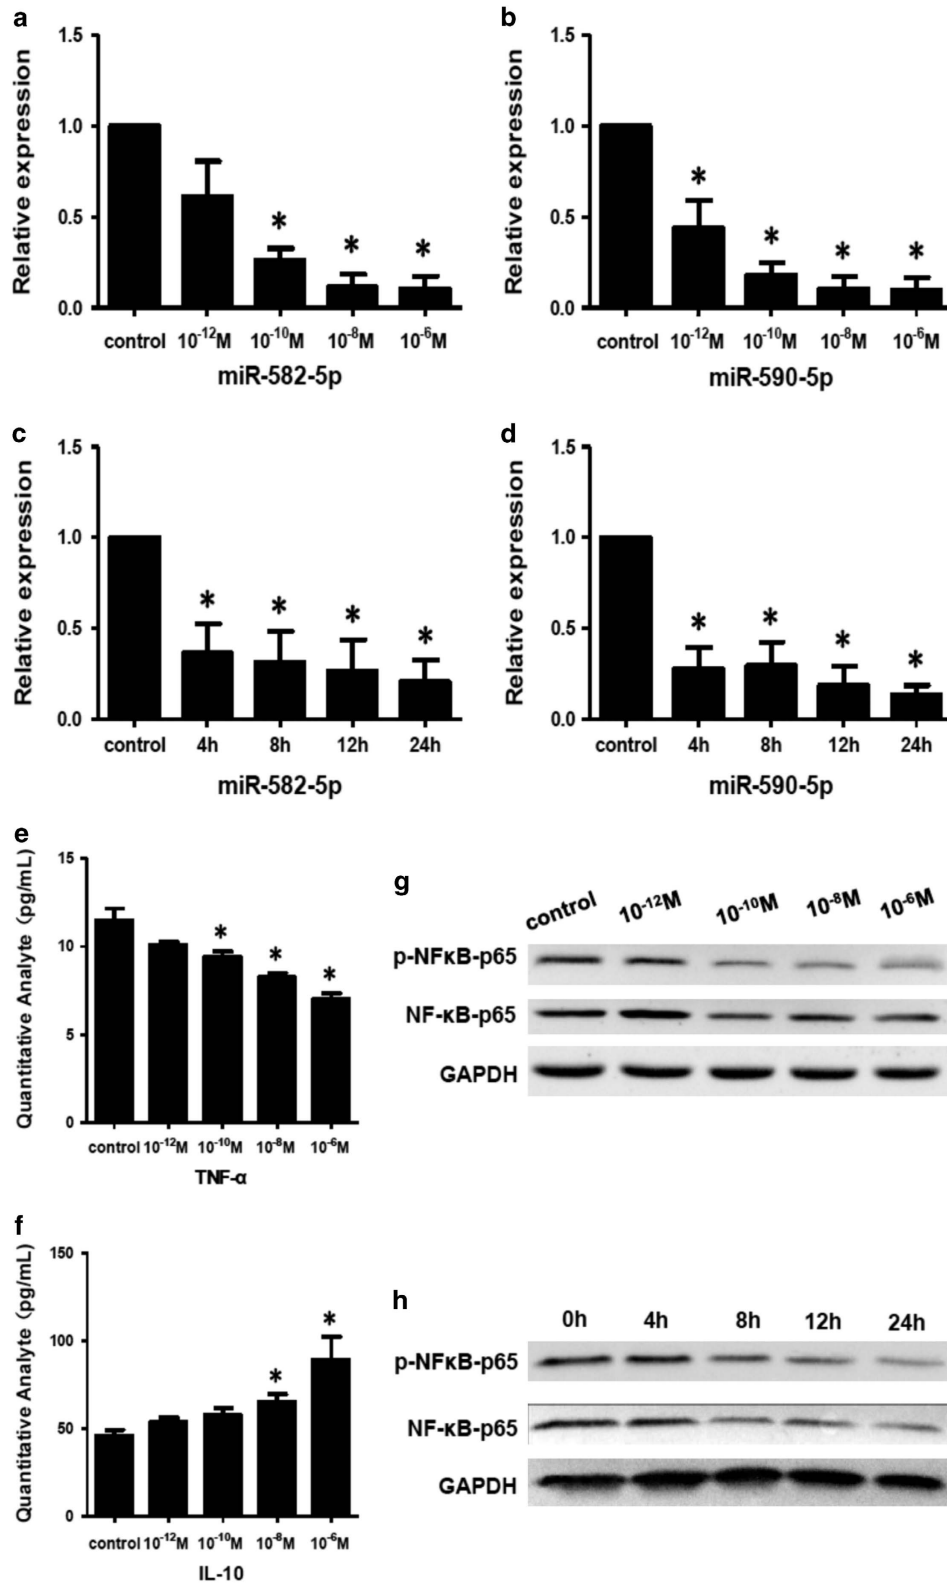 a
1.5
1.0
0.5
0.0
Relative expression
*
*
*
control 10⁻¹²M 10⁻¹⁰M 10⁻⁸M 10⁻⁶M
miR-582-5p
b
1.5
1.0
0.5
0.0
Relative expression
*
*
*
*
control 10⁻¹²M 10⁻¹⁰M 10⁻⁸M 10⁻⁶M
miR-590-5p
c
1.5
1.0
0.5
0.0
Relative expression
*
*
*
*
control 4h 8h 12h 24h
miR-582-5p
d
1.5
1.0
0.5
0.0
Relative expression
*
*
*
*
control 4h 8h 12h 24h
miR-590-5p
e
15
10
5
0
Quantitative Analyte (pg/mL)
*
*
*
control 10⁻¹²M 10⁻¹⁰M 10⁻⁸M 10⁻⁶M
TNF-α
f
150
100
50
0
Quantitative Analyte (pg/mL)
*
*
control 10⁻¹²M 10⁻¹⁰M 10⁻⁸M 10⁻⁶M
IL-10
g
control 10⁻¹²M 10⁻¹⁰M 10⁻⁸M 10⁻⁶M
p-NFκB-p65
NF-κB-p65
GAPDH
h
0h 4h 8h 12h 24h
p-NFκB-p65
NF-κB-p65
GAPDH